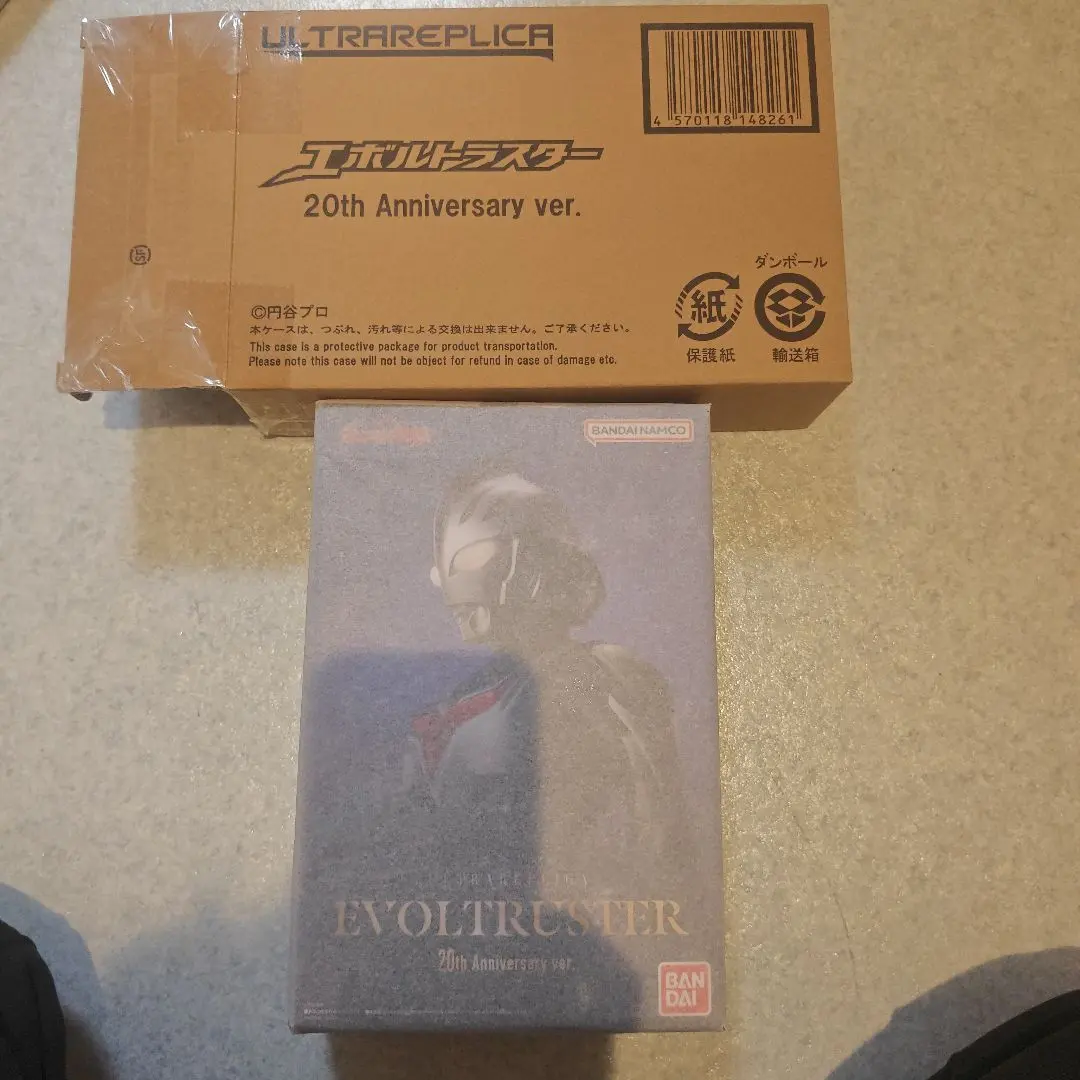 ULTRAREPLICA
4 570118 148261
エボルトラスター
20th Anniversary ver.
ダンボール
紙
保護紙
輸送箱
©円谷プロ
本ケースは、つぶれ、汚れ等による交換は出来ません。ご了承ください。
This case is a protective package for product transportation.
Please note this case will not be object for refund in case of damage etc.
BANDAI NAMCO
ULTRAREPLICA
EVOLTRUSTER
20th Anniversary ver.
BAN
DAI